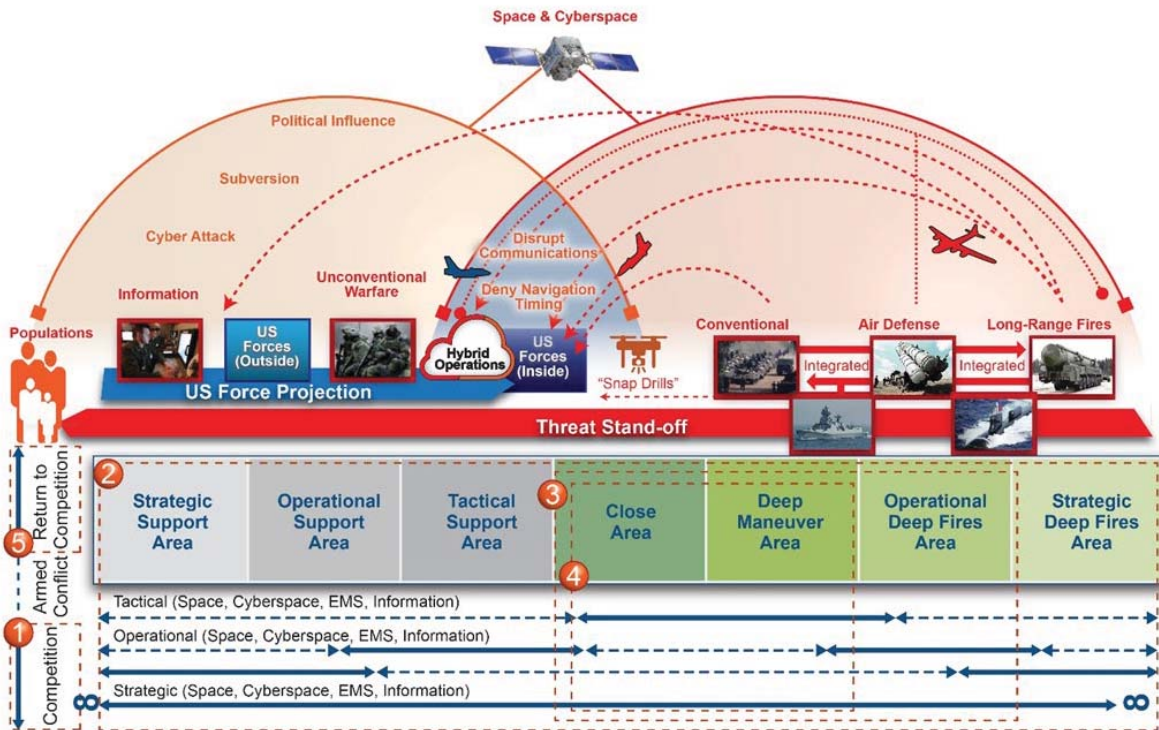 Space & Cyberspace
Political Influence
Subversion
Cyber Attack
Disrupt
Communications
Deny Navigation
Timing
Populations
Information
US
Forces
(Outside)
Unconventional
Warfare
Hybrid
Operations
US
Forces
(Inside)
"Snap Drills"
Conventional
Integrated
Air Defense
Integrated
Long-Range Fires
US Force Projection
Threat Stand-off
2
Strategic
Support
Area
Operational
Support
Area
Tactical
Support
Area
3
Close
Area
4
Deep
Maneuver
Area
Operational
Deep Fires
Area
Strategic
Deep Fires
Area
Return to
Competition
5
Armed
Conflict
1
Competition
Tactical (Space, Cyberspace, EMS, Information)
Operational (Space, Cyberspace, EMS, Information)
Strategic (Space, Cyberspace, EMS, Information)
∞
∞